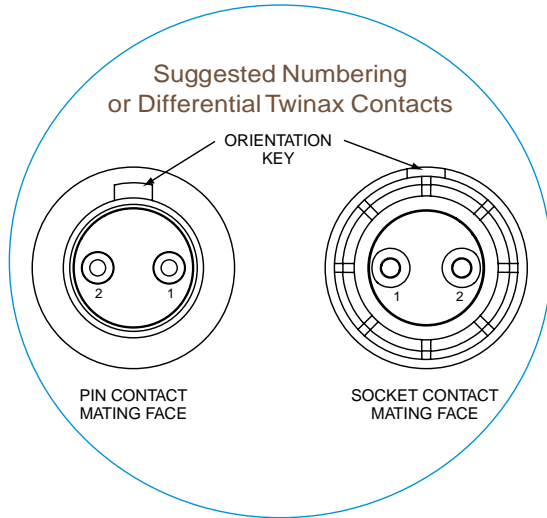 Suggested Numbering
or Differential Twinax Contacts
ORIENTATION
KEY
2 1
1 2
PIN CONTACT
MATING FACE
SOCKET CONTACT
MATING FACE